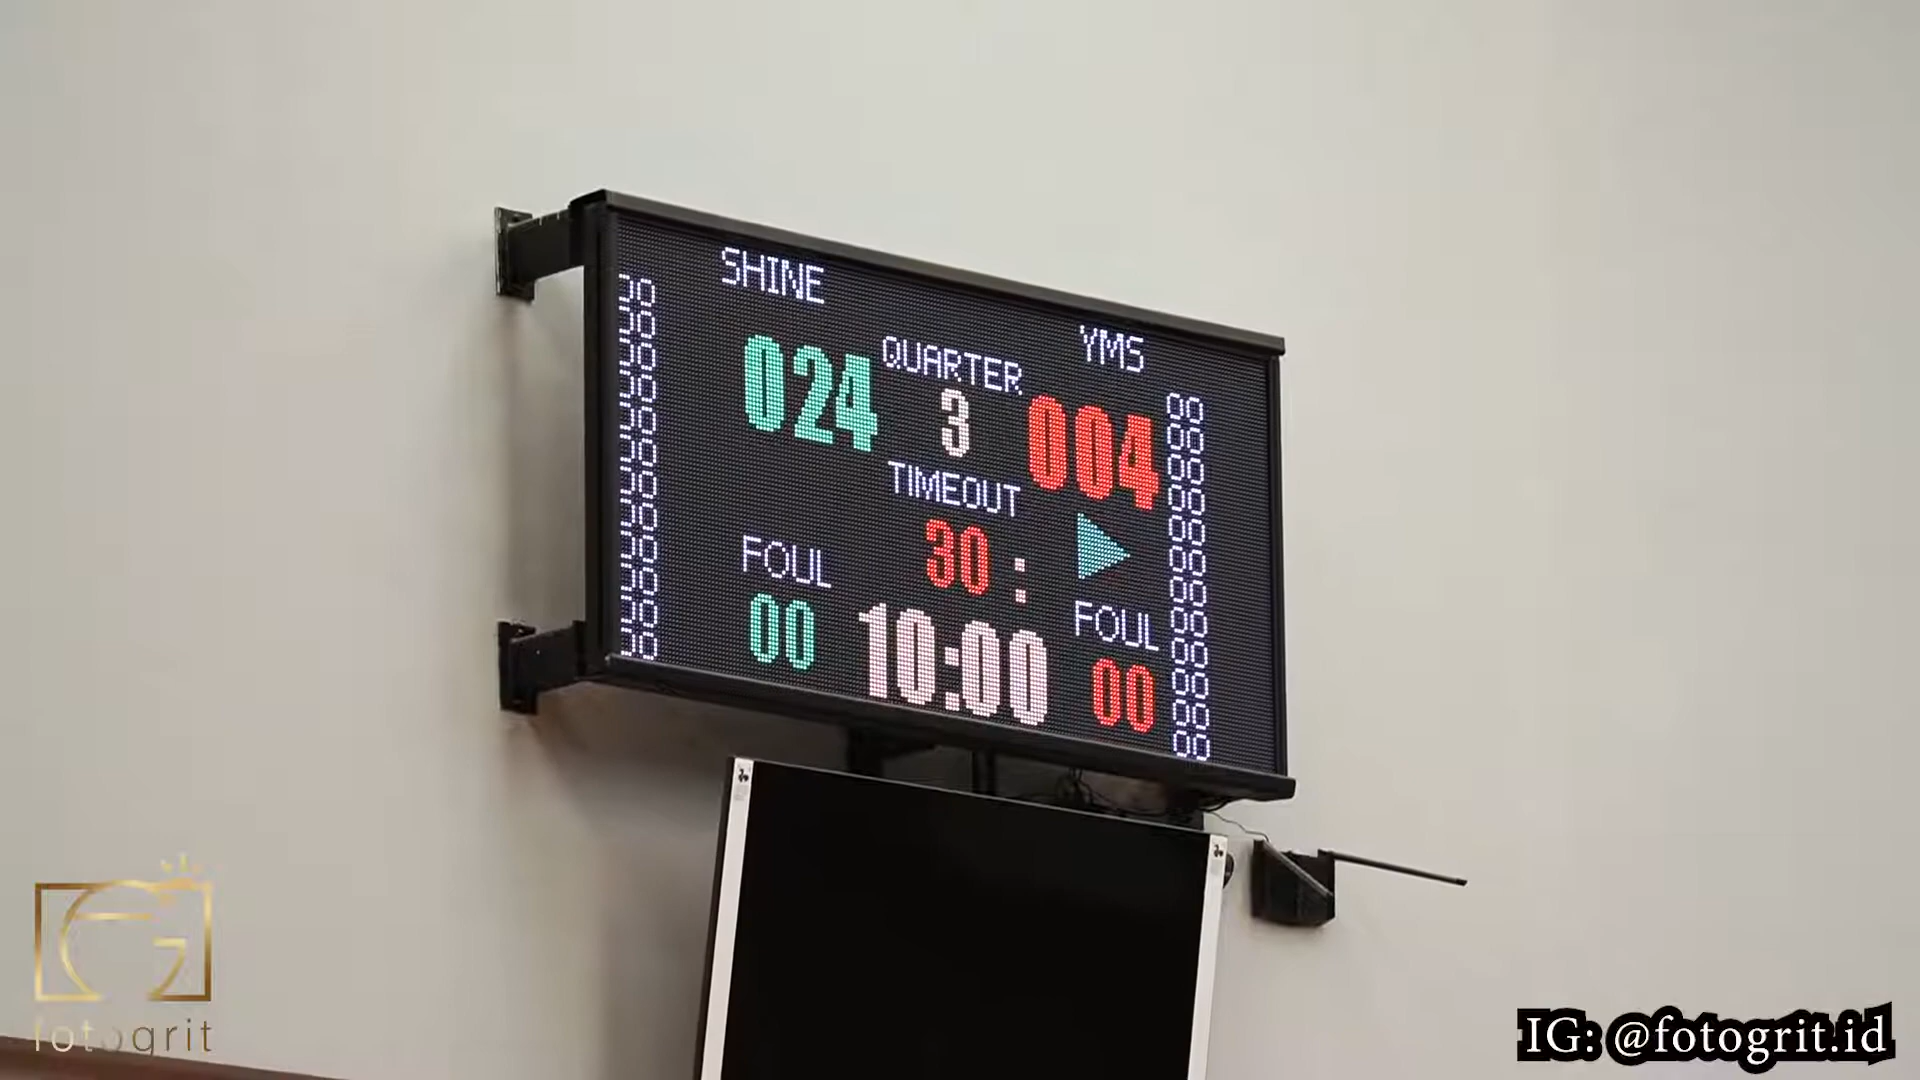 SHINE
YMS
QUARTER
024
3
004
TIMEOUT
30 :
FOUL
FOUL
00
10:00
00
fotogrit
IG: @fotogrit.id